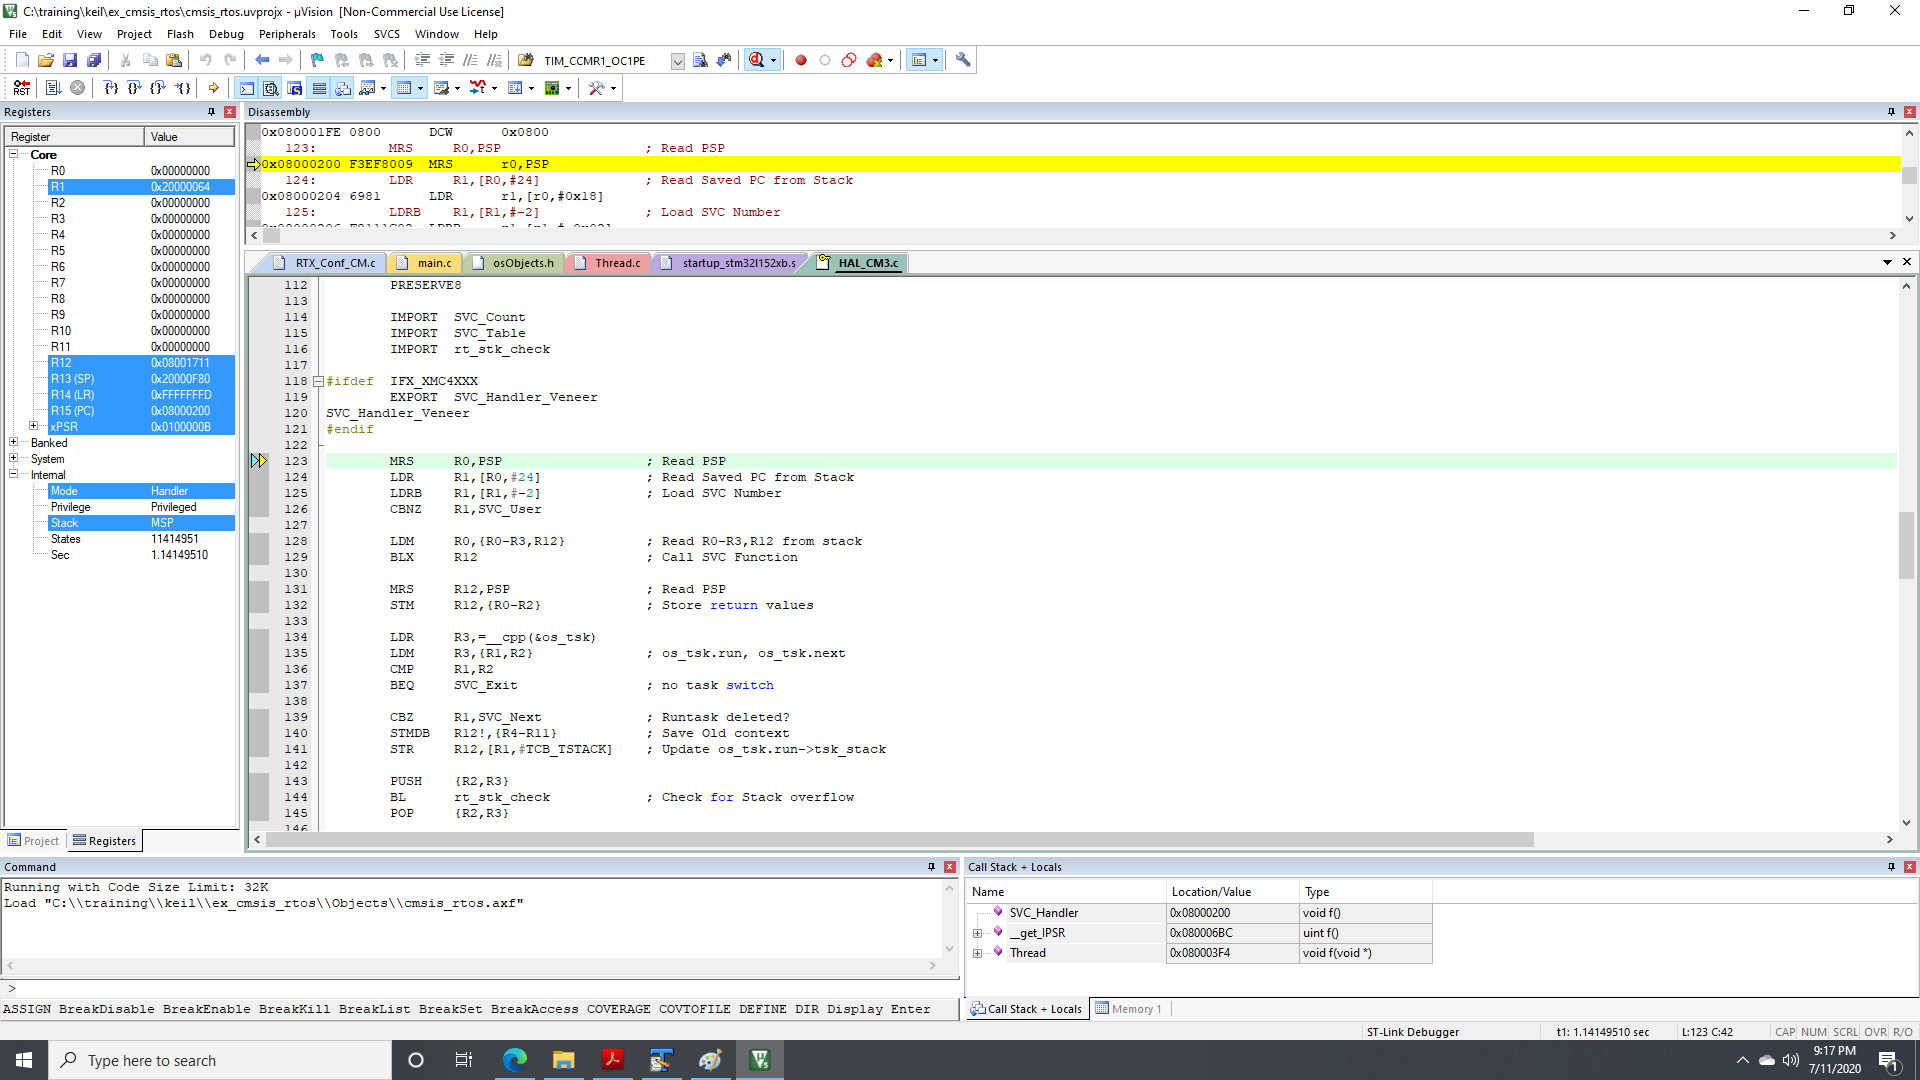 C:\training\keil\ex_cmsis_rtos\cmsis_rtos.uvprojx - µVision  [Non-Commercial Use License]
File Edit View Project Flash Debug Peripherals Tools SVCS Window Help
TIM_CCMR1_OC1PE
RST
Registers
Register Value
Core
R0 0x00000000
R1 0x20000064
R2 0x00000000
R3 0x00000000
R4 0x00000000
R5 0x00000000
R6 0x00000000
R7 0x00000000
R8 0x00000000
R9 0x00000000
R10 0x00000000
R11 0x00000000
R12 0x08001711
R13 (SP) 0x20000F80
R14 (LR) 0xFFFFFFFD
R15 (PC) 0x08000200
xPSR 0x0100000B
Banked
System
Internal
Mode Handler
Privilege Privileged
Stack MSP
States 11414951
Sec 1.14149510
Project Registers
Disassembly
0x080001FE 0800 DCW 0x0800
123: MRS R0,PSP ; Read PSP
0x08000200 F3EF8009 MRS r0,PSP
124: LDR R1,[R0,#24] ; Read Saved PC from Stack
0x08000204 6981 LDR r1,[r0,#0x18]
125: LDRB R1,[R1,#-2] ; Load SVC Number
RTX_Conf_CM.c main.c osObjects.h Thread.c startup_stm32l152xb.s HAL_CM3.c
112 PRESERVE8
113
114 IMPORT SVC_Count
115 IMPORT SVC_Table
116 IMPORT rt_stk_check
117
118 #ifdef IFX_XMC4XXX
119 EXPORT SVC_Handler_Veneer
120 SVC_Handler_Veneer
121 #endif
122
123 MRS R0,PSP ; Read PSP
124 LDR R1,[R0,#24] ; Read Saved PC from Stack
125 LDRB R1,[R1,#-2] ; Load SVC Number
126 CBNZ R1,SVC_User
127
128 LDM R0,{R0-R3,R12} ; Read R0-R3,R12 from stack
129 BLX R12 ; Call SVC Function
130
131 MRS R12,PSP ; Read PSP
132 STM R12,{R0-R2} ; Store return values
133
134 LDR R3,=__cpp(&os_tsk)
135 LDM R3,{R1,R2} ; os_tsk.run, os_tsk.next
136 CMP R1,R2
137 BEQ SVC_Exit ; no task switch
138
139 CBZ R1,SVC_Next ; Runtask deleted?
140 STMDB R12!,{R4-R11} ; Save Old context
141 STR R12,[R1,#TCB_TSTACK] ; Update os_tsk.run->tsk_stack
142
143 PUSH {R2,R3}
144 BL rt_stk_check ; Check for Stack overflow
145 POP {R2,R3}
146
Command
Running with Code Size Limit: 32K
Load "C:\\training\\keil\\ex_cmsis_rtos\\Objects\\cmsis_rtos.axf"
>
ASSIGN BreakDisable BreakEnable BreakKill BreakList BreakSet BreakAccess COVERAGE COVTOFILE DEFINE DIR Display Enter
Call Stack + Locals
Name Location/Value Type
SVC_Handler 0x08000200 void f()
__get_IPSR 0x080006BC uint f()
Thread 0x080003F4 void f(void *)
Call Stack + Locals Memory 1
ST-Link Debugger t1: 1.14149510 sec L:123 C:42 CAP NUM SCRL OVR R/O
Type here to search
9:17 PM
7/11/2020
1